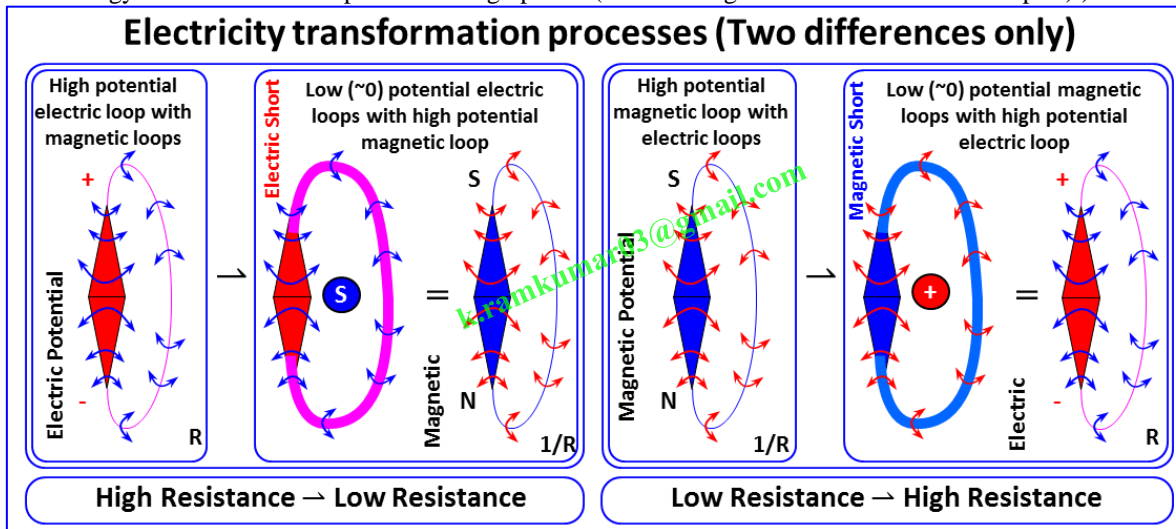 Electricity transformation processes (Two differences only)
High potential
electric loop with
magnetic loops
+
-
Electric Potential
R
⇀
Electric Short
Low (~0) potential electric
loops with high potential
magnetic loop
S
=
Magnetic
S
N
1/R
High potential
magnetic loop with
electric loops
S
N
Magnetic Potential
1/R
⇀
Magnetic Short
Low (~0) potential magnetic
loops with high potential
electric loop
+
=
Electric
+
-
R
k.ramkumar03@gmail.com
High Resistance ⇀ Low Resistance
Low Resistance ⇀ High Resistance